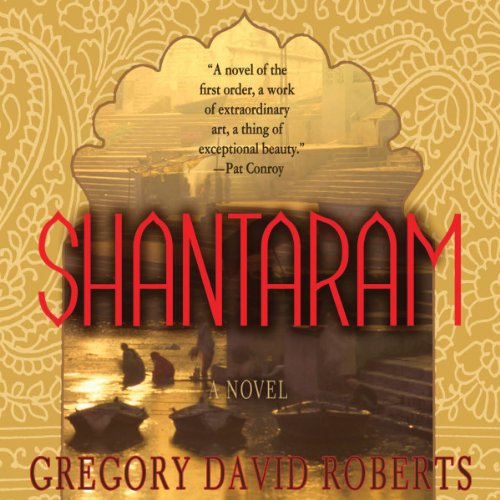 “A novel of the
first order, a work
of extraordinary
art, a thing of
exceptional beauty.”
—Pat Conroy
SHANTARAM
A NOVEL
GREGORY DAVID ROBERTS